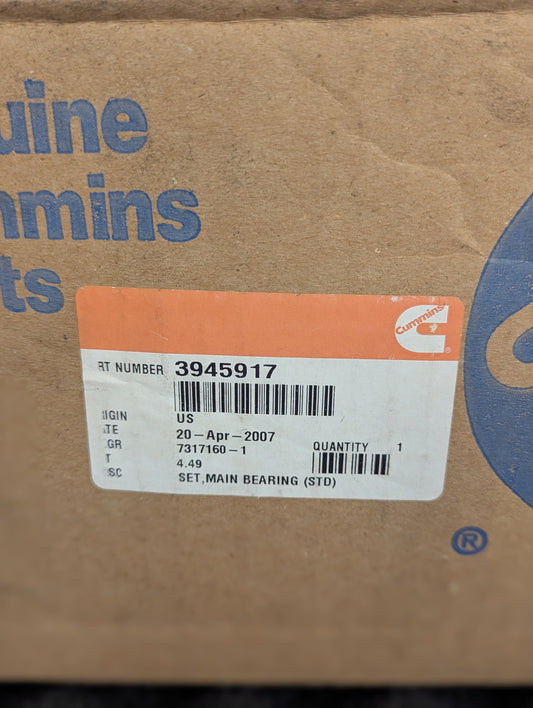 uine
mmins
ts
Cummins
®
RT NUMBER 3945917
IGIN US
TE 20-Apr-2007
GR 7317160-1 QUANTITY 1
T 4.49
SC SET,MAIN BEARING (STD)
®